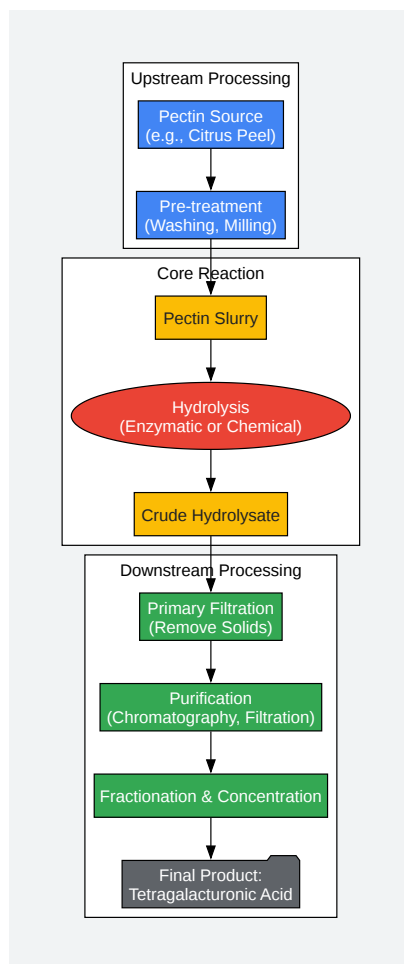 Upstream Processing
Pectin Source
(e.g., Citrus Peel)
Pre-treatment
(Washing, Milling)
Core Reaction
Pectin Slurry
Hydrolysis
(Enzymatic or Chemical)
Crude Hydrolysate
Downstream Processing
Primary Filtration
(Remove Solids)
Purification
(Chromatography, Filtration)
Fractionation & Concentration
Final Product:
Tetragalacturonic Acid